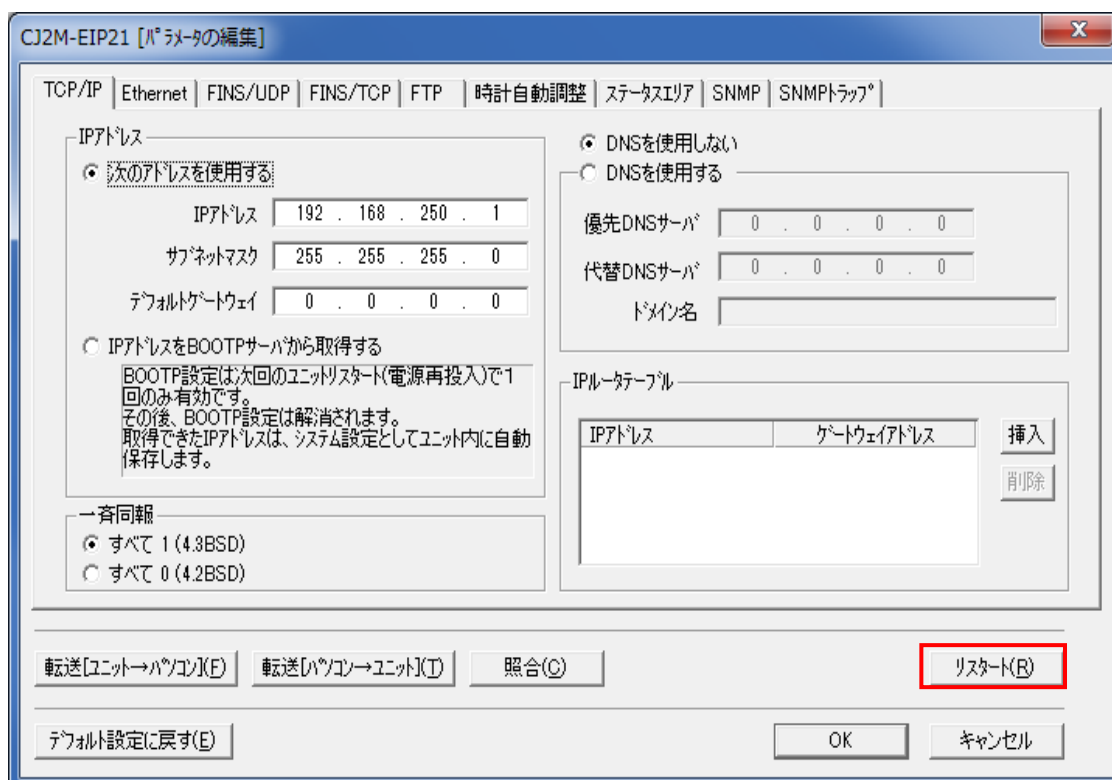 CJ2M-EIP21 [ﾊﾟﾗﾒｰﾀの編集]
TCP/IP
Ethernet
FINS/UDP
FINS/TCP
FTP
時計自動調整
ｽﾃｰﾀｽｴﾘｱ
SNMP
SNMPﾄﾗｯﾌﾟ
IPｱﾄﾞﾚｽ
次のｱﾄﾞﾚｽを使用する
IPｱﾄﾞﾚｽ 192 . 168 . 250 . 1
ｻﾌﾞﾈｯﾄﾏｽｸ 255 . 255 . 255 . 0
ﾃﾞﾌｫﾙﾄｹﾞｰﾄｳｪｲ 0 . 0 . 0 . 0
IPｱﾄﾞﾚｽをBOOTPｻｰﾊﾞから取得する
BOOTP設定は次回のﾕﾆｯﾄﾘｽﾀｰﾄ(電源再投入)で1
回のみ有効です。
その後、BOOTP設定は解消されます。
取得できたIPｱﾄﾞﾚｽは、ｼｽﾃﾑ設定としてﾕﾆｯﾄ内に自動
保存します。
一斉同報
すべて 1 (4.3BSD)
すべて 0 (4.2BSD)
DNSを使用しない
DNSを使用する
優先DNSｻｰﾊﾞ 0 . 0 . 0 . 0
代替DNSｻｰﾊﾞ 0 . 0 . 0 . 0
ﾄﾞﾒｲﾝ名
IPﾙｰﾀﾃｰﾌﾞﾙ
IPｱﾄﾞﾚｽ ｹﾞｰﾄｳｪｲｱﾄﾞﾚｽ
挿入
削除
転送[ﾕﾆｯﾄ→ﾊﾟｿｺﾝ](F)
転送[ﾊﾟｿｺﾝ→ﾕﾆｯﾄ](T)
照合(C)
ﾘｽﾀｰﾄ(R)
ﾃﾞﾌｫﾙﾄ設定に戻す(E)
OK
ｷｬﾝｾﾙ